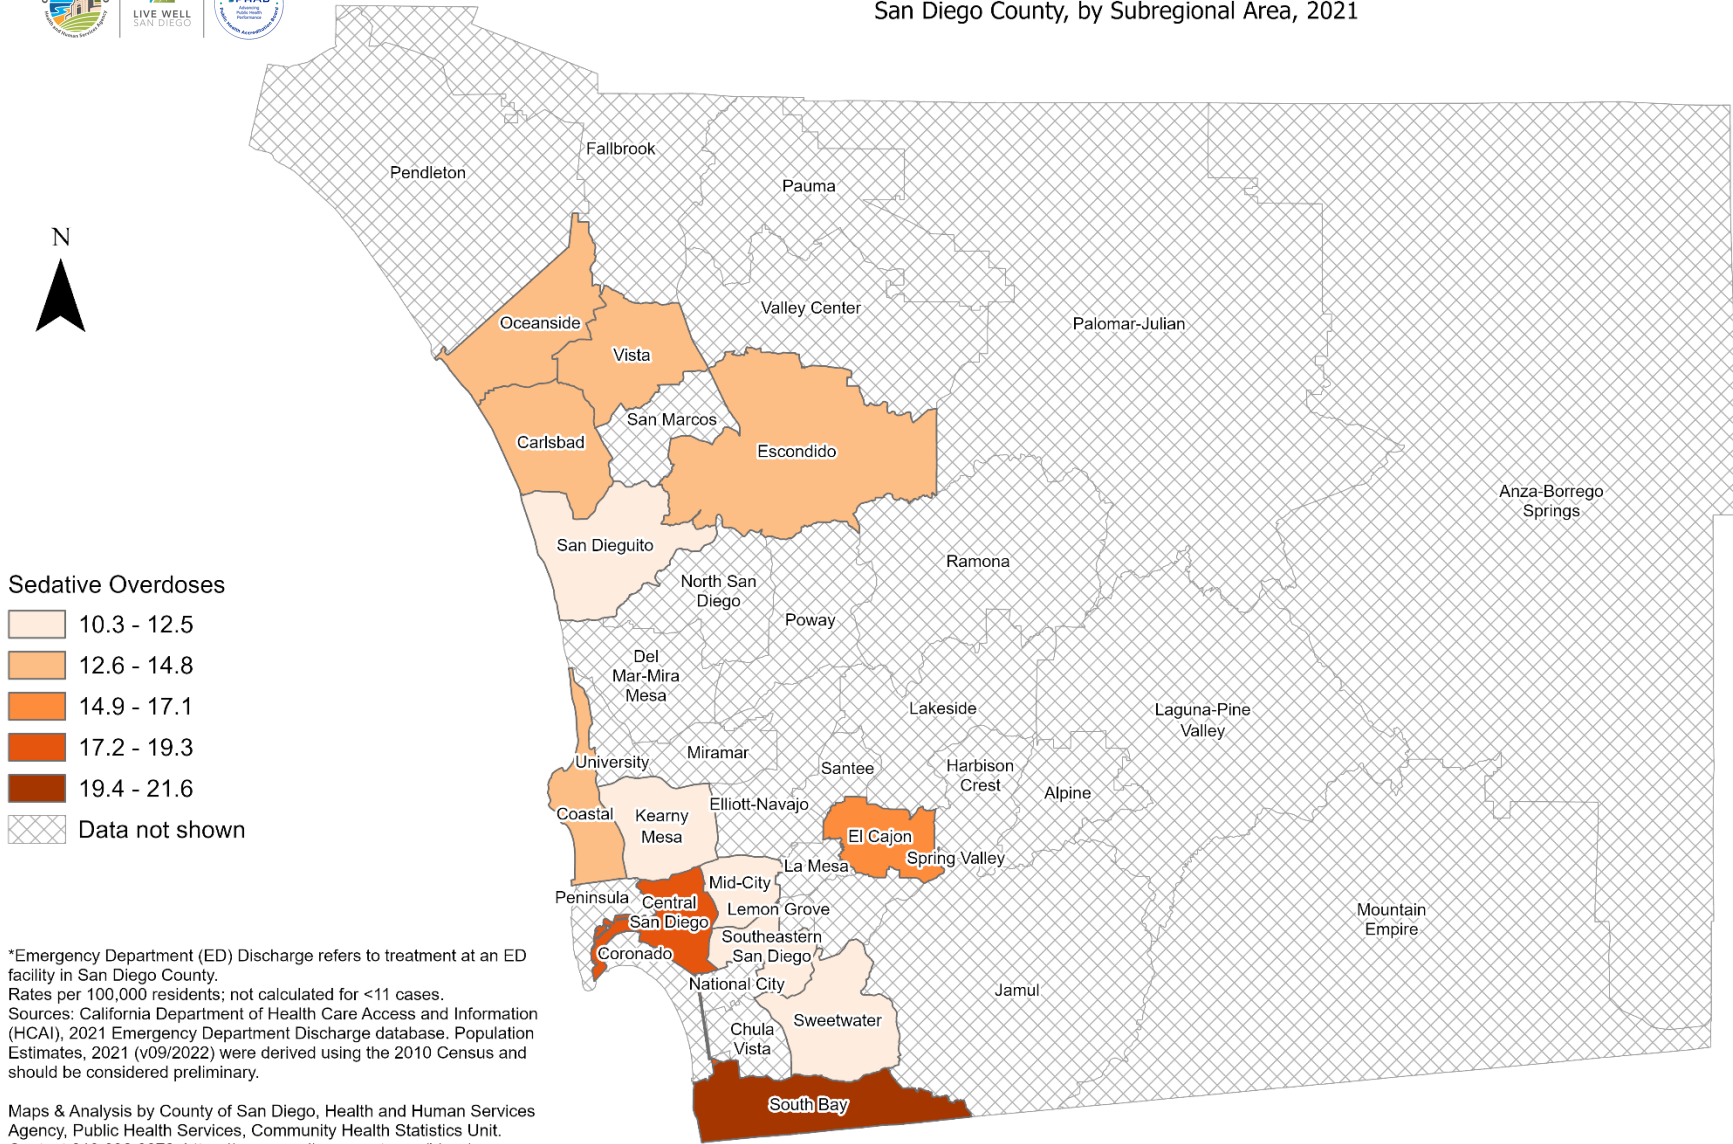 LIVE WELL
SAN DIEGO
Advancing
Public Health
Performance
San Diego County, by Subregional Area, 2021
Fallbrook
Pendleton
Pauma
N
Valley Center
Oceanside
Palomar-Julian
Vista
San Marcos
Carlsbad
Escondido
Anza-Borrego
Springs
San Dieguito
Ramona
North San
Diego
Poway
Sedative Overdoses
10.3 - 12.5
12.6 - 14.8
14.9 - 17.1
17.2 - 19.3
19.4 - 21.6
Data not shown
Del
Mar-Mira
Mesa
Lakeside
Laguna-Pine
Valley
Miramar
University
Santee
Harbison
Crest
Alpine
Elliott-Navajo
Coastal
Kearny
Mesa
El Cajon
Spring Valley
La Mesa
Mid-City
Peninsula
Central
San Diego
Lemon Grove
Mountain
Empire
Southeastern
San Diego
Coronado
National City
Jamul
Sweetwater
Chula
Vista
South Bay
*Emergency Department (ED) Discharge refers to treatment at an ED
facility in San Diego County.
Rates per 100,000 residents; not calculated for <11 cases.
Sources: California Department of Health Care Access and Information
(HCAI), 2021 Emergency Department Discharge database. Population
Estimates, 2021 (v09/2022) were derived using the 2010 Census and
should be considered preliminary.
Maps & Analysis by County of San Diego, Health and Human Services
Agency, Public Health Services, Community Health Statistics Unit.